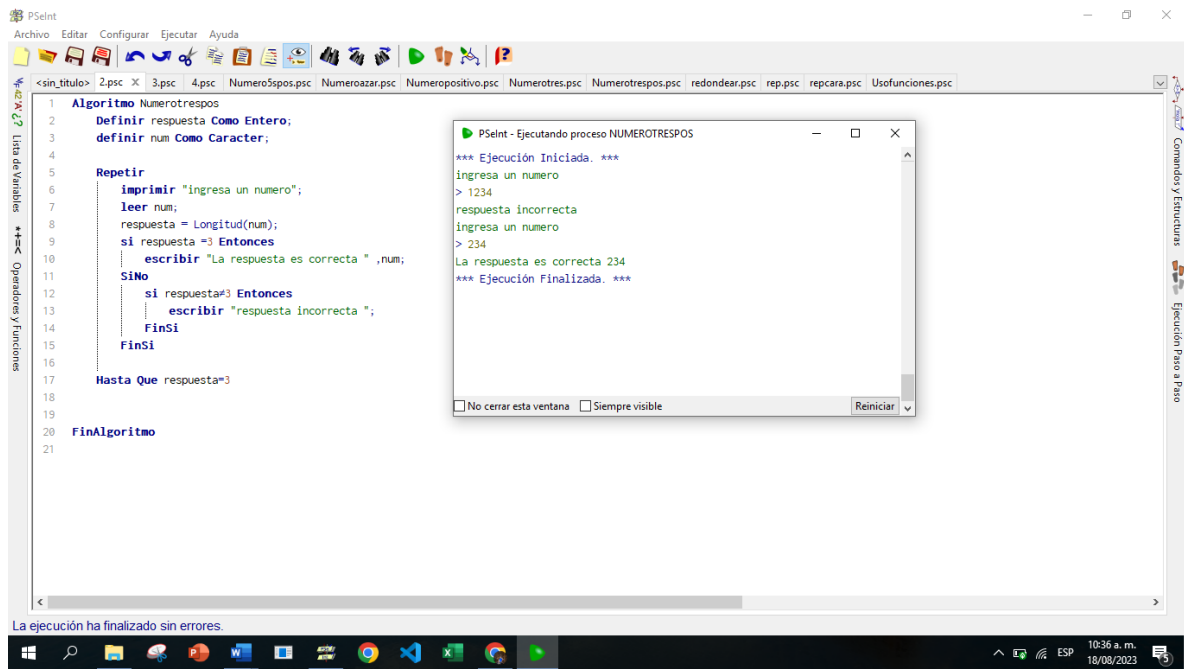 PSeInt
Archivo Editar Configurar Ejecutar Ayuda
<sin_titulo> 2.psc X 3.psc 4.psc Numero5spos.psc Numeroazar.psc Numeropositivo.psc Numerotres.psc Numerotrespos.psc redondear.psc rep.psc repcara.psc Usofunciones.psc
1 Algoritmo Numerotrespos
2 Definir respuesta Como Entero;
3 definir num Como Caracter;
4
5 Repetir
6 imprimir "ingresa un numero";
7 leer num;
8 respuesta = Longitud(num);
9 si respuesta =3 Entonces
10 escribir "La respuesta es correcta " ,num;
11 SiNo
12 si respuesta≠3 Entonces
13 escribir "respuesta incorrecta ";
14 FinSi
15 FinSi
16
17 Hasta Que respuesta=3
18
19
20 FinAlgoritmo
21
PSeInt - Ejecutando proceso NUMEROTRESPOS
*** Ejecución Iniciada. ***
ingresa un numero
> 1234
respuesta incorrecta
ingresa un numero
> 234
La respuesta es correcta 234
*** Ejecución Finalizada. ***
No cerrar esta ventana Siempre visible Reiniciar
Lista de Variables
*+=< Operadores y Funciones
Comandos y Estructuras
Ejecución Paso a Paso
La ejecución ha finalizado sin errores.
ESP
10:36 a. m.
18/08/2023
5